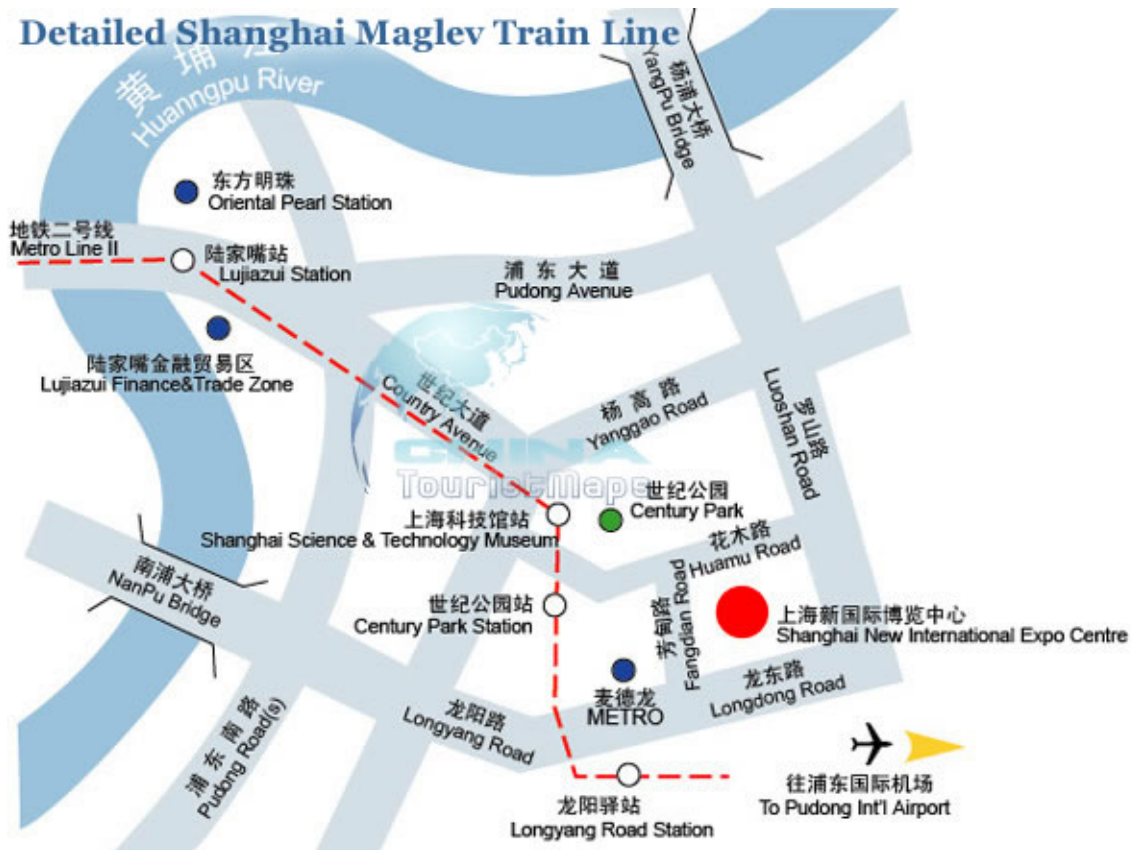 Detailed Shanghai Maglev Train Line
黄埔江
Huanngpu River
杨浦大桥
YangPu Bridge
东方明珠
Oriental Pearl Station
地铁二号线
Metro Line II
陆家嘴站
Lujiazui Station
浦东大道
Pudong Avenue
陆家嘴金融贸易区
Lujiazui Finance&Trade Zone
世纪大道
Country Avenue
杨高路
Yanggao Road
罗山路
Luoshan Road
CHINA
TouristMaps
世纪公园
Century Park
上海科技馆站
Shanghai Science & Technology Museum
花木路
Huamu Road
南浦大桥
NanPu Bridge
世纪公园站
Century Park Station
芳甸路
Fangdian Road
上海新国际博览中心
Shanghai New International Expo Centre
麦德龙
METRO
龙东路
Longdong Road
龙阳路
Longyang Road
浦东南路
Pudong Road(s)
往浦东国际机场
To Pudong Int'l Airport
龙阳驿站
Longyang Road Station